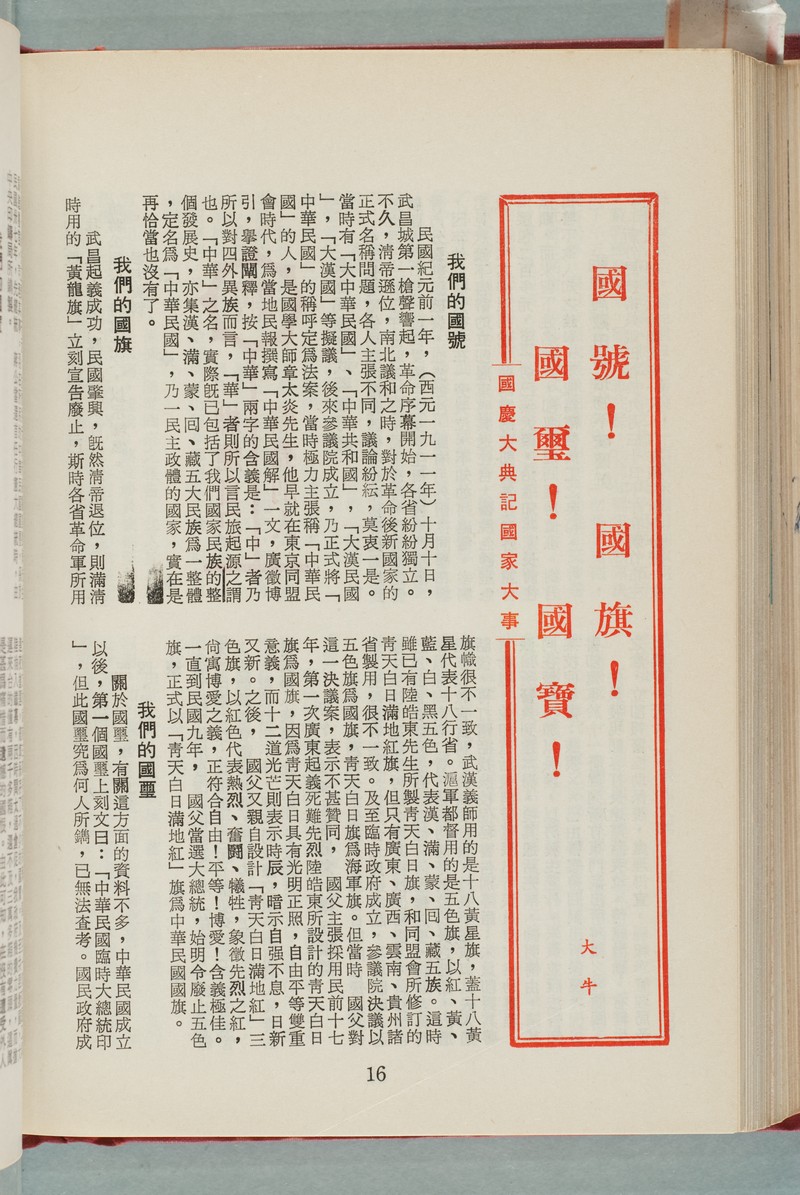 國號！國旗！
國璽！國寶！
大牛
國慶大典記國家大事
我們的國號
民國紀元前一年，（西元一九一一年）十月十日，
武昌城第一槍聲響起，革命序幕開始，各省紛紛獨立。
不久，清帝遜位，南北議和之時，對於革命後新國家的
正式名稱問題，各人主張不同，議論紛紜，莫衷一是。
當時有「大中華民國」、「中華共和國」，「大漢民國
」，「大漢國」等擬議，後來參議院成立，乃正式將「
中華民國」的稱呼定爲法案，當時極力主張稱「中華民
國」的人，是國學大師章太炎先生，他早就在東京同盟
會時代，爲當地民報撰寫「中華民國解」一文，廣徵博
引，擧證闡釋，按「中華」兩字的含義是：「中」者乃
所以對四外異族而言，「華」者則所以言民旅起源之謂
也。「中華」之名，實際既已包括了我們國家民族的整
個發展史，亦集漢、滿、蒙、回、藏五大民族爲一整體
，定名爲「中華民國」，乃一民主政體的國家，實在是
再恰當也沒有了。
我們的國旗
武昌起義成功，民國肇興，既然清帝退位，則滿清
時用的「黃龍旗」立刻宣告廢止，斯時各省革命軍所用
旗幟很不一致，武漢義師用的是十八黃星旗，蓋十八黃
星代表十八行省。滬軍都督用的是五色旗，以紅、黃、
藍、白、黑五色，代表漢、滿、蒙、回、藏五族。這時
雖已有陸皓東先生所製青天白日旗，和同盟會所修訂的
青天白日滿地紅旗，但只有廣東、廣西、雲南、貴州諸
省製用，很不一致。及至臨時政府成立，參議院決議以
五色旗爲國旗，青天白日旗爲海軍旗。但當時　國父對
這一決議案，表示不甚贊同，　國父主張採用民前十七
年，第一次廣東起義死難先烈陸皓東所設計的青天白日
旗爲國旗，因爲青天白日具有光明正照，自由平等雙重
意義，而十二道光芒則表示時辰，暗示自强不息，日新
又新。之後，　國父又親自設計「青天白日滿地紅」三
色旗，以紅色代表熱烈、奮鬪、犧牲，象徵先烈之紅，
尙寓博愛之義，正符合自由！平等！博愛！含義極佳。
一直到民國九年，　國父當選大總統，始明令廢止五色
旗，正式以「青天白日滿地紅」旗爲中華民國國旗。
我們的國璽
關於國璽，有關這方面的資料不多，中華民國成立
以後，第一個國璽上刻文曰：「中華民國臨時大總統印
」，但此國璽究爲何人所鐫，已無法查考。國民政府成
16